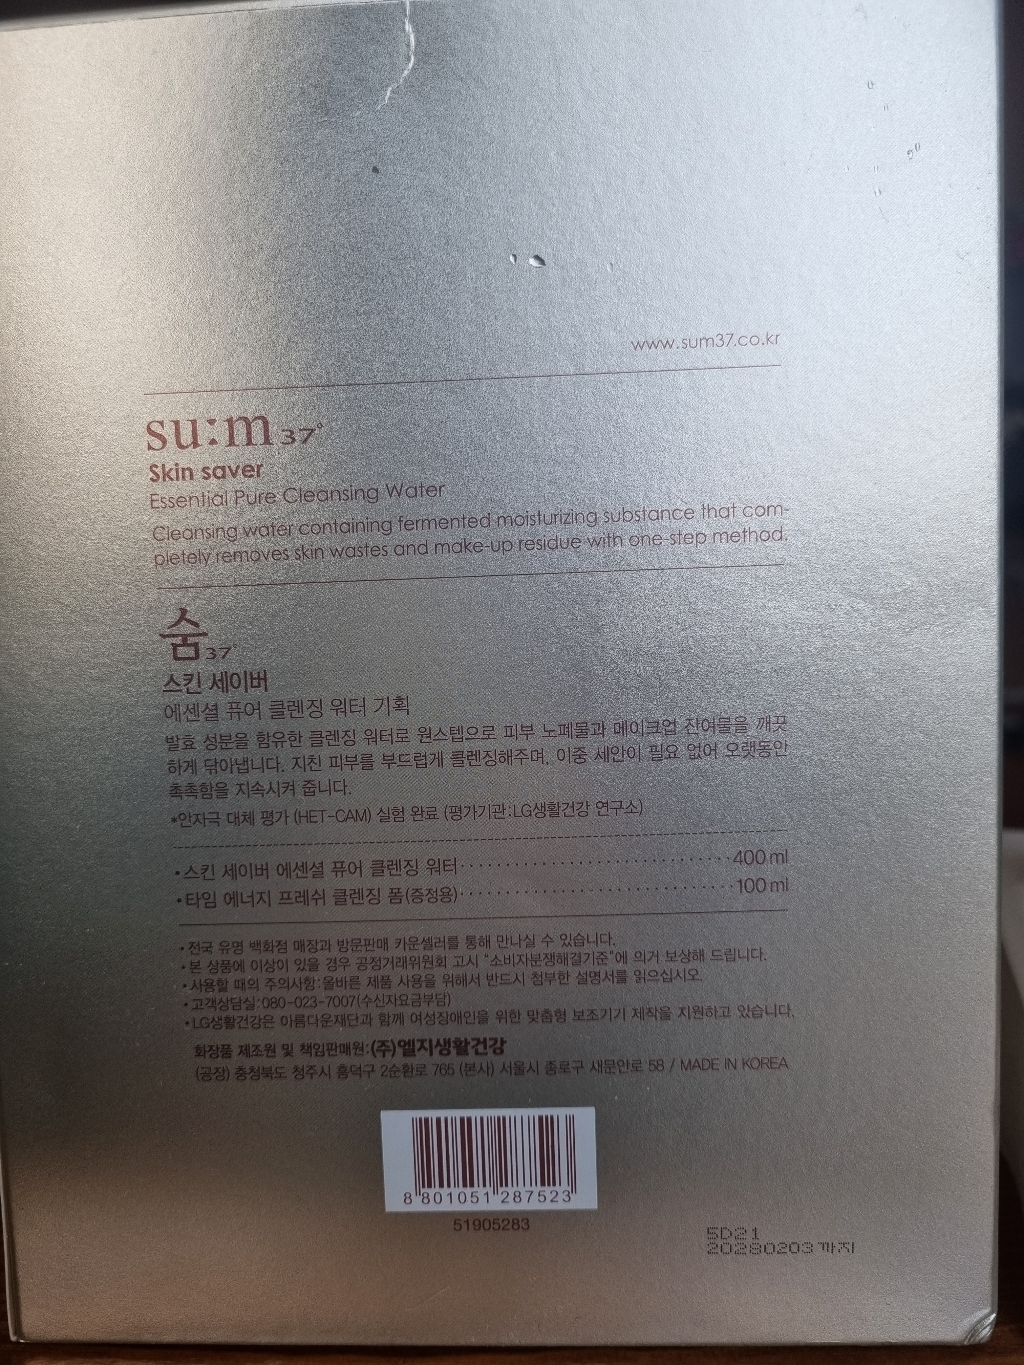 www.sum37.co.kr
su:m37°
Skin saver
Essential Pure Cleansing Water
Cleansing water containing fermented moisturizing substance that com-
pletely removes skin wastes and make-up residue with one-step method.
숨37°
스킨 세이버
에센셜 퓨어 클렌징 워터 기획
발효 성분을 함유한 클렌징 워터로 원스텝으로 피부 노폐물과 메이크업 잔여물을 깨끗
하게 닦아냅니다. 지친 피부를 부드럽게 클렌징해주며, 이중 세안이 필요 없어 오랫동안
촉촉함을 지속시켜 줍니다.
*안자극 대체 평가 (HET-CAM) 실험 완료 (평가기관:LG생활건강 연구소)
•스킨 세이버 에센셜 퓨어 클렌징 워터 400ml
•타임 에너지 프레쉬 클렌징 폼(증정용) 100ml
•전국 유명 백화점 매장과 방문판매 카운셀러를 통해 만나실 수 있습니다.
•본 상품에 이상이 있을 경우 공정거래위원회 고시 "소비자분쟁해결기준"에 의거 보상해 드립니다.
•사용할 때의 주의사항:올바른 제품 사용을 위해서 반드시 첨부한 설명서를 읽으십시오.
•고객상담실:080-023-7007(수신자요금부담)
•LG생활건강은 아름다운재단과 함께 여성장애인을 위한 맞춤형 보조기기 제작을 지원하고 있습니다.
화장품 제조원 및 책임판매원:(주)엘지생활건강
(공장) 충청북도 청주시 흥덕구 2순환로 765 (본사) 서울시 종로구 새문안로 58 / MADE IN KOREA
8 801051 287523
51905283
5D21
20280203까지